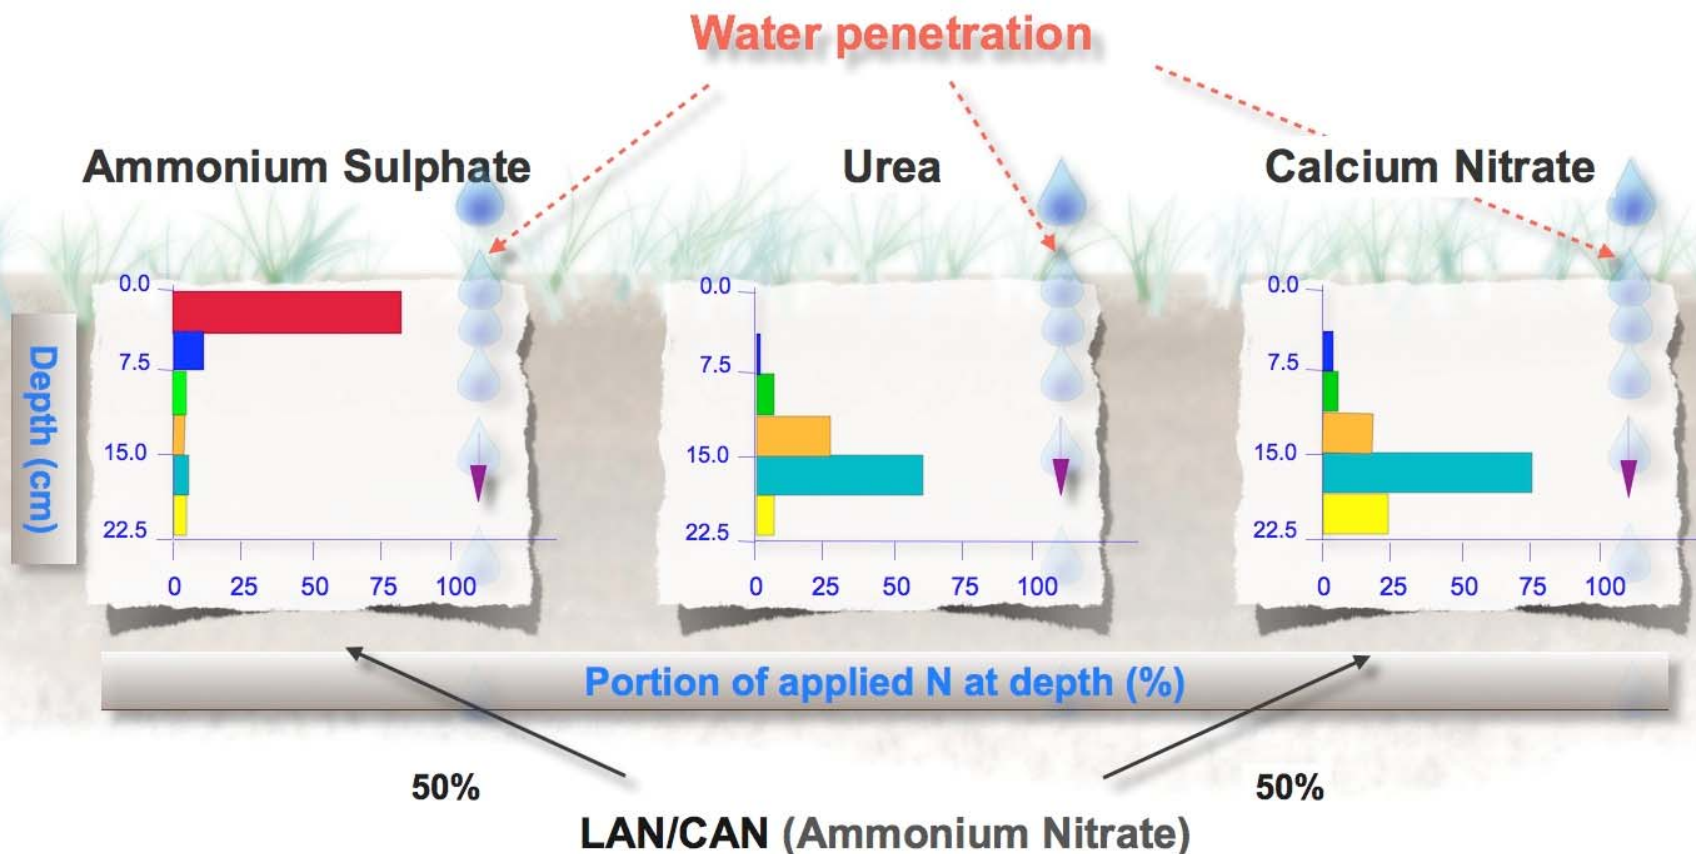 Water penetration
Ammonium Sulphate
Urea
Calcium Nitrate
Depth (cm)
0.0
7.5
15.0
22.5
0 25 50 75 100
0.0
7.5
15.0
22.5
0 25 50 75 100
0.0
7.5
15.0
22.5
0 25 50 75 100
Portion of applied N at depth (%)
50%
50%
LAN/CAN (Ammonium Nitrate)